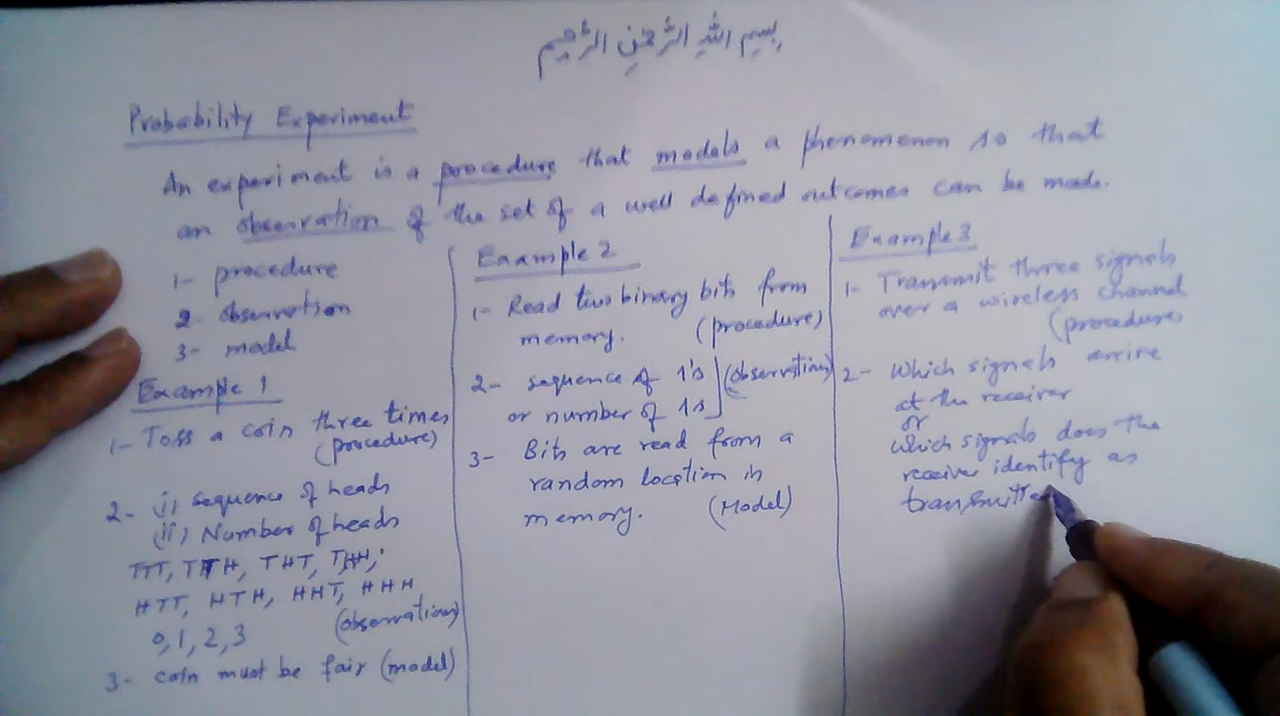 بِسْمِ اللهِ الرَّحْمٰنِ الرَّحِيْمِ
Probability Experiment
An experiment is a procedure that models a phenomenon so that
an obsenration of the set of a well defined outcomes can be made.
1- procedure
2- observation
3- model
Example 1
1- Toss a coin three times
(procedure)
2- i) sequence of heads
(ii) Number of heads
TTT, TTH, THT, THH,
HTT, HTH, HHT, HHH
0, 1, 2, 3 (observation)
3- coin must be fair (model)
Example 2
1- Read two binary bits from
memory. (procedure)
2- sequence of 1's
or number of 1s (observation)
3- Bits are read from a
random location in
memory. (Model)
Example 3
1- Transmit three signals
over a wireless channel
(procedure)
2- Which signals arrive
at the receiver
or
which signals does the
receiver identify as